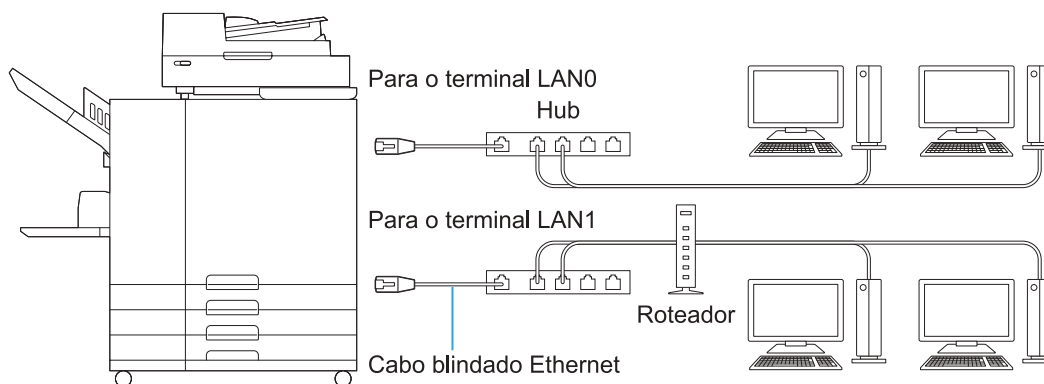 Para o terminal LAN0
Hub
Para o terminal LAN1
Roteador
Cabo blindado Ethernet